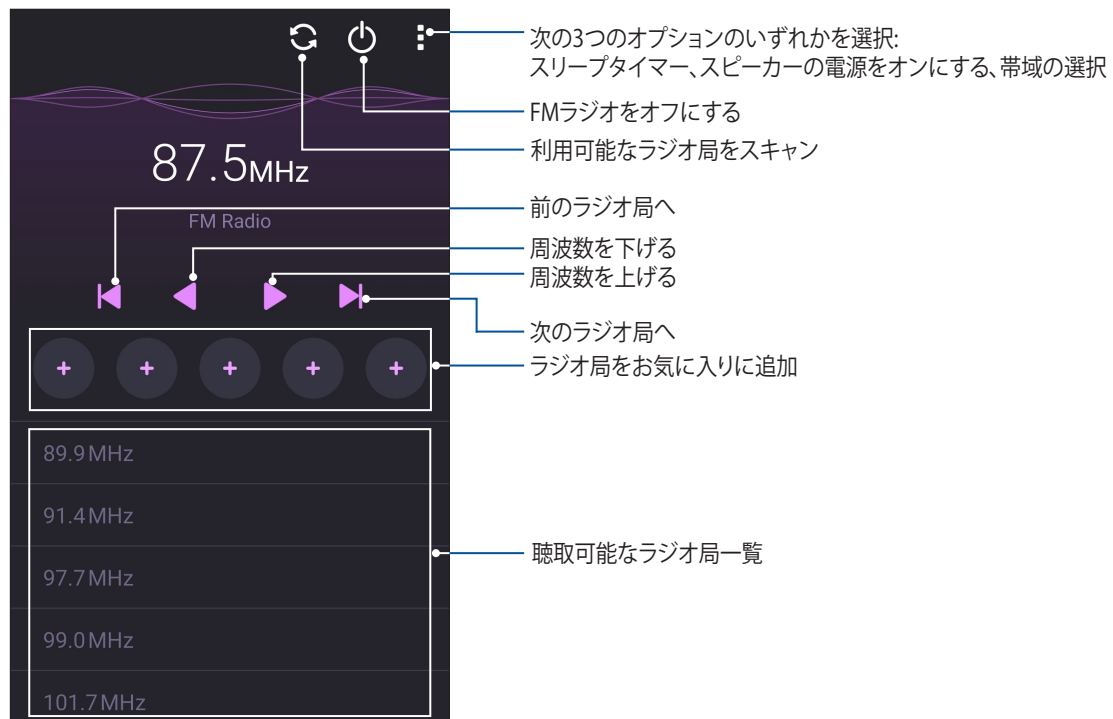 次の3つのオプションのいずれかを選択:
スリープタイマー、スピーカーの電源をオンにする、帯域の選択
FMラジオをオフにする
利用可能なラジオ局をスキャン
87.5MHz
FM Radio
前のラジオ局へ
周波数を下げる
周波数を上げる
次のラジオ局へ
ラジオ局をお気に入りに追加
+ + + + +
89.9MHz
91.4MHz
聴取可能なラジオ局一覧
97.7MHz
99.0MHz
101.7MHz